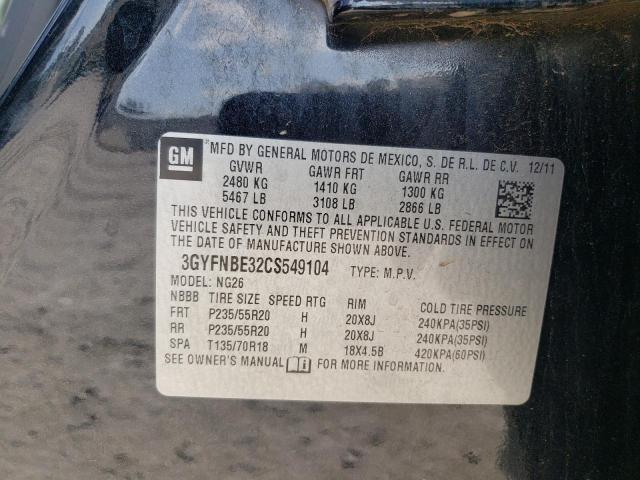 GM
MFD BY GENERAL MOTORS DE MEXICO, S. DE R.L. DE C.V. 12/11
GVWR GAWR FRT GAWR RR
2480 KG 1410 KG 1300 KG
5467 LB 3108 LB 2866 LB
THIS VEHICLE CONFORMS TO ALL APPLICABLE U.S. FEDERAL MOTOR
VEHICLE SAFETY AND THEFT PREVENTION STANDARDS IN EFFECT ON
THE DATE OF MANUFACTURE SHOWN ABOVE.
3GYFNBE32CS549104 TYPE: M.P.V.
MODEL: NG26
NBBB TIRE SIZE SPEED RTG RIM COLD TIRE PRESSURE
FRT P235/55R20 H 20X8J 240KPA(35PSI)
RR P235/55R20 H 20X8J 240KPA(35PSI)
SPA T135/70R18 M 18X4.5B 420KPA(60PSI)
SEE OWNER'S MANUAL FOR MORE INFORMATION.